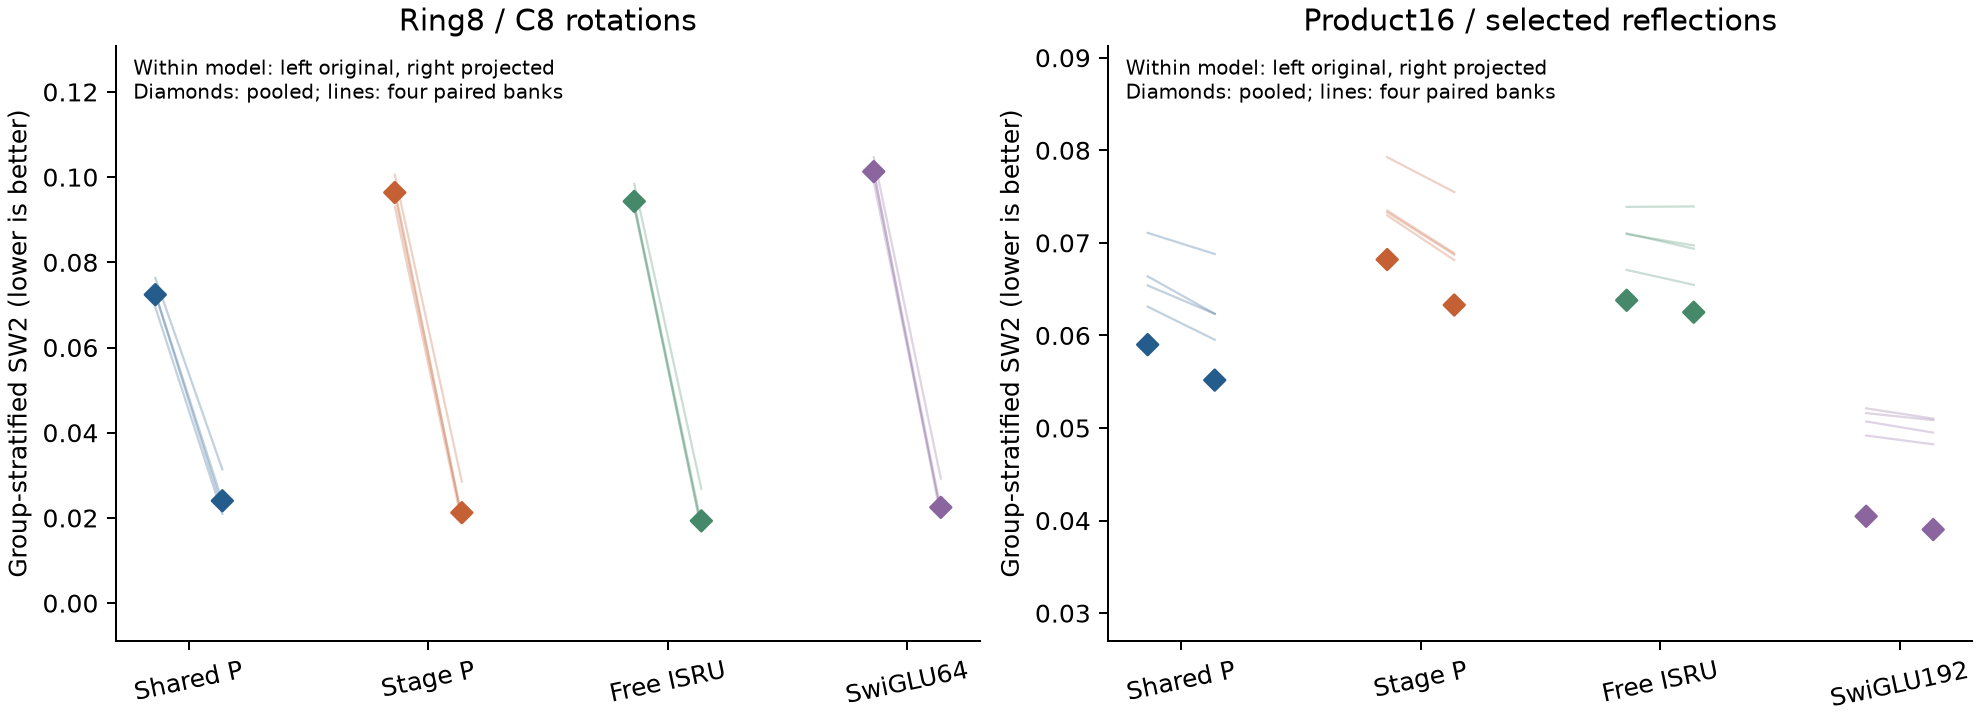 Ring8 / C8 rotations
Within model: left original, right projected
Diamonds: pooled; lines: four paired banks
Group-stratified SW2 (lower is better)
0.12
0.10
0.08
0.06
0.04
0.02
0.00
Shared P
Stage P
Free ISRU
SwiGLU64
Product16 / selected reflections
Within model: left original, right projected
Diamonds: pooled; lines: four paired banks
Group-stratified SW2 (lower is better)
0.09
0.08
0.07
0.06
0.05
0.04
0.03
Shared P
Stage P
Free ISRU
SwiGLU192